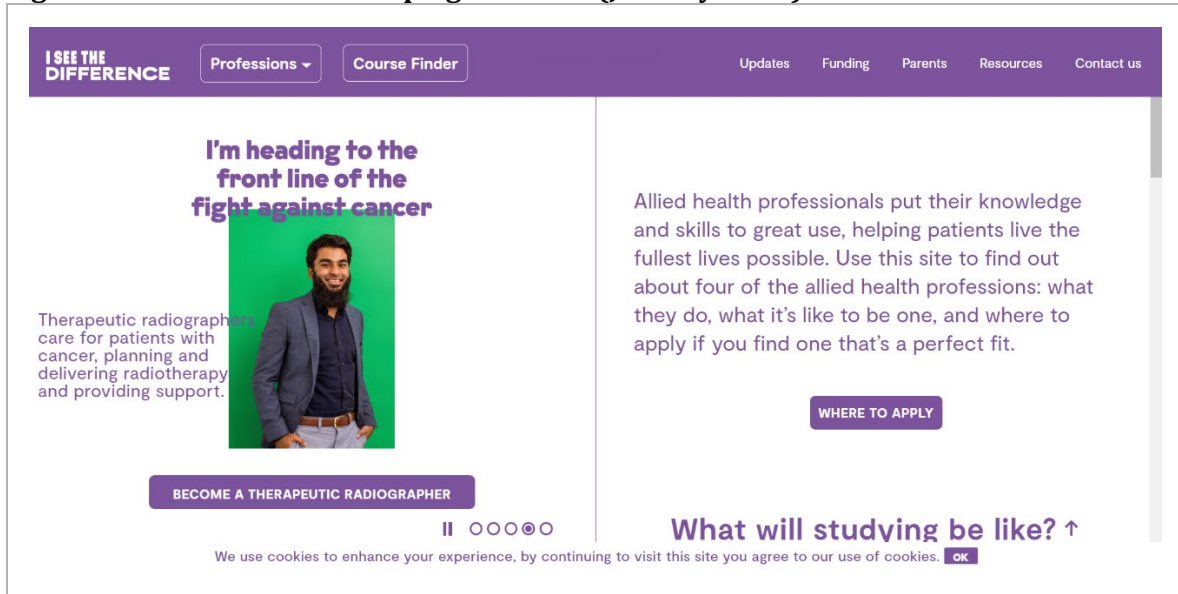 I SEE THE
DIFFERENCE
Professions
Course Finder
Updates
Funding
Parents
Resources
Contact us
I'm heading to the
front line of the
fight against cancer
Therapeutic radiographers
care for patients with
cancer, planning and
delivering radiotherapy
and providing support.
BECOME A THERAPEUTIC RADIOGRAPHER
Allied health professionals put their knowledge
and skills to great use, helping patients live the
fullest lives possible. Use this site to find out
about four of the allied health professions: what
they do, what it's like to be one, and where to
apply if you find one that's a perfect fit.
WHERE TO APPLY
What will studying be like? ↑
We use cookies to enhance your experience, by continuing to visit this site you agree to our use of cookies. OK